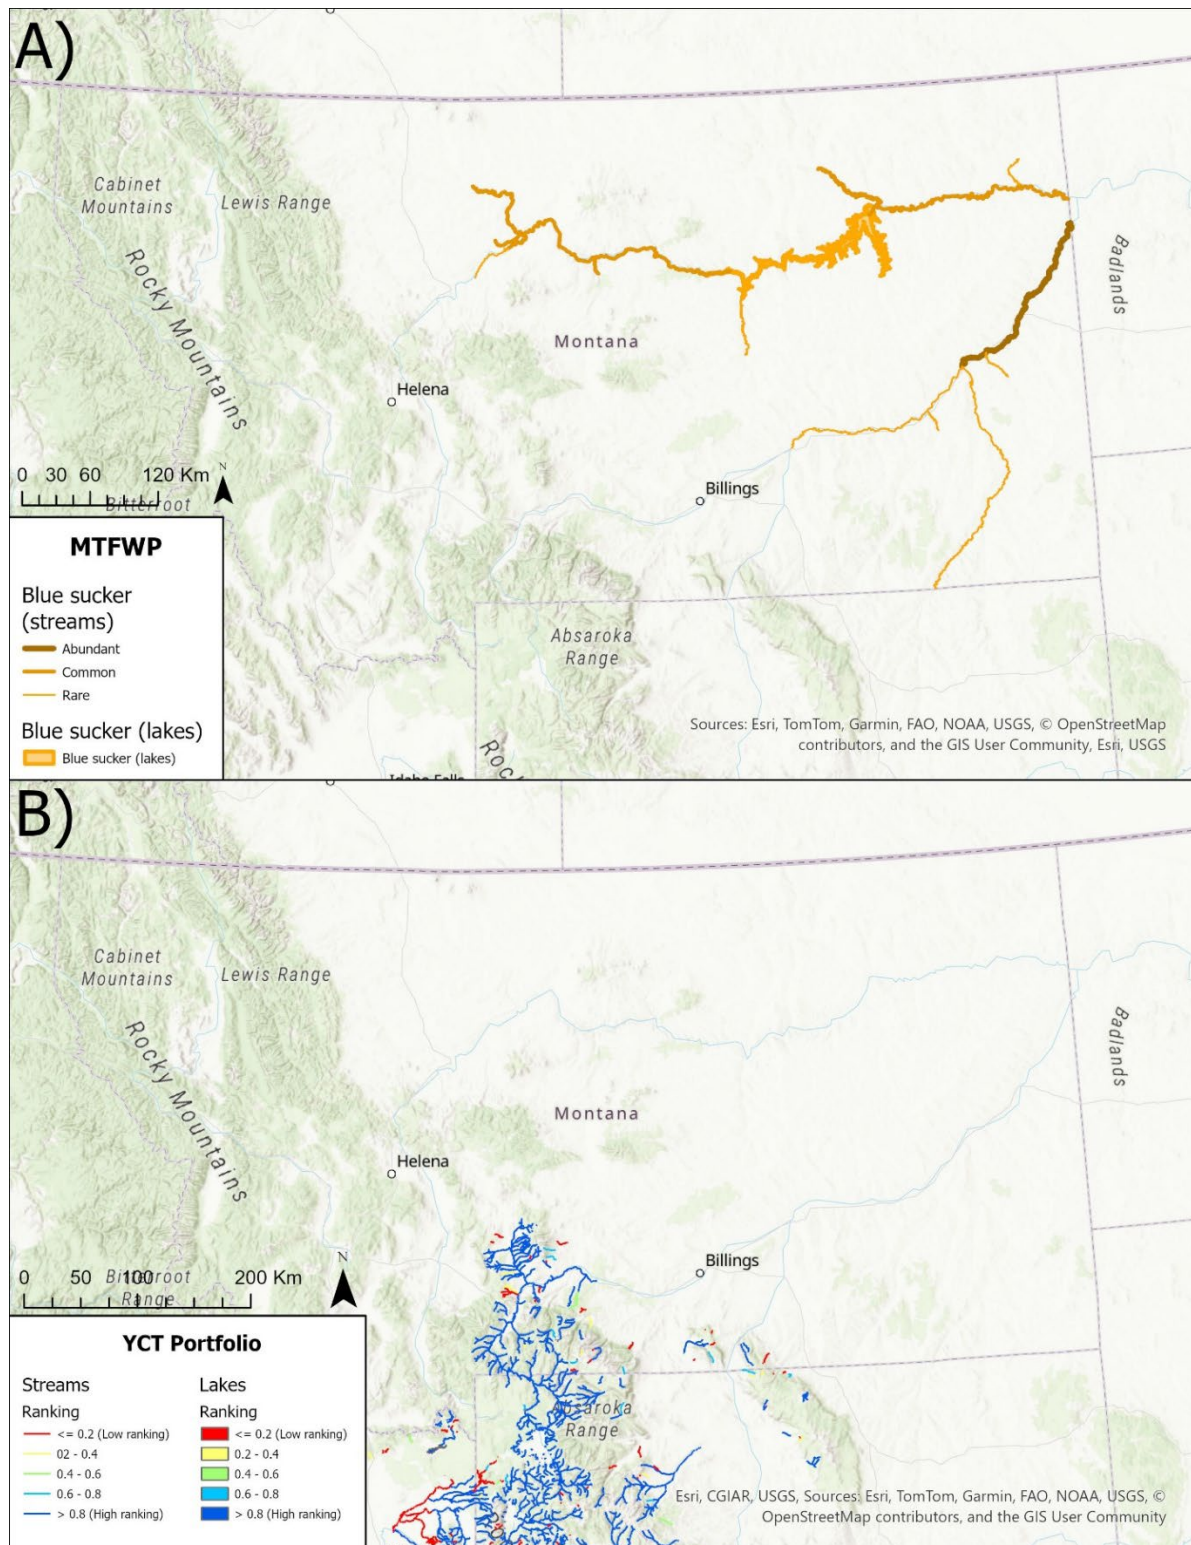 A)
Cabinet
Mountains
Lewis Range
Rocky Mountains
Badlands
Montana
Helena
0 30 60 120 Km
N
Bitterroot
Billings
MTFWP
Blue sucker
(streams)
Abundant
Common
Rare
Blue sucker (lakes)
Blue sucker (lakes)
Absaroka
Range
Sources: Esri, TomTom, Garmin, FAO, NOAA, USGS, © OpenStreetMap
contributors, and the GIS User Community, Esri, USGS
Idaho Falls
B)
Cabinet
Mountains
Lewis Range
Rocky Mountains
Badlands
Montana
Helena
Billings
N
0 50 100 200 Km
Bitterroot
Range
YCT Portfolio
Streams
Ranking
<= 0.2 (Low ranking)
02 - 0.4
0.4 - 0.6
0.6 - 0.8
> 0.8 (High ranking)
Lakes
Ranking
<= 0.2 (Low ranking)
0.2 - 0.4
0.4 - 0.6
0.6 - 0.8
> 0.8 (High ranking)
Absaroka
Range
Esri, CGIAR, USGS, Sources: Esri, TomTom, Garmin, FAO, NOAA, USGS, ©
OpenStreetMap contributors, and the GIS User Community